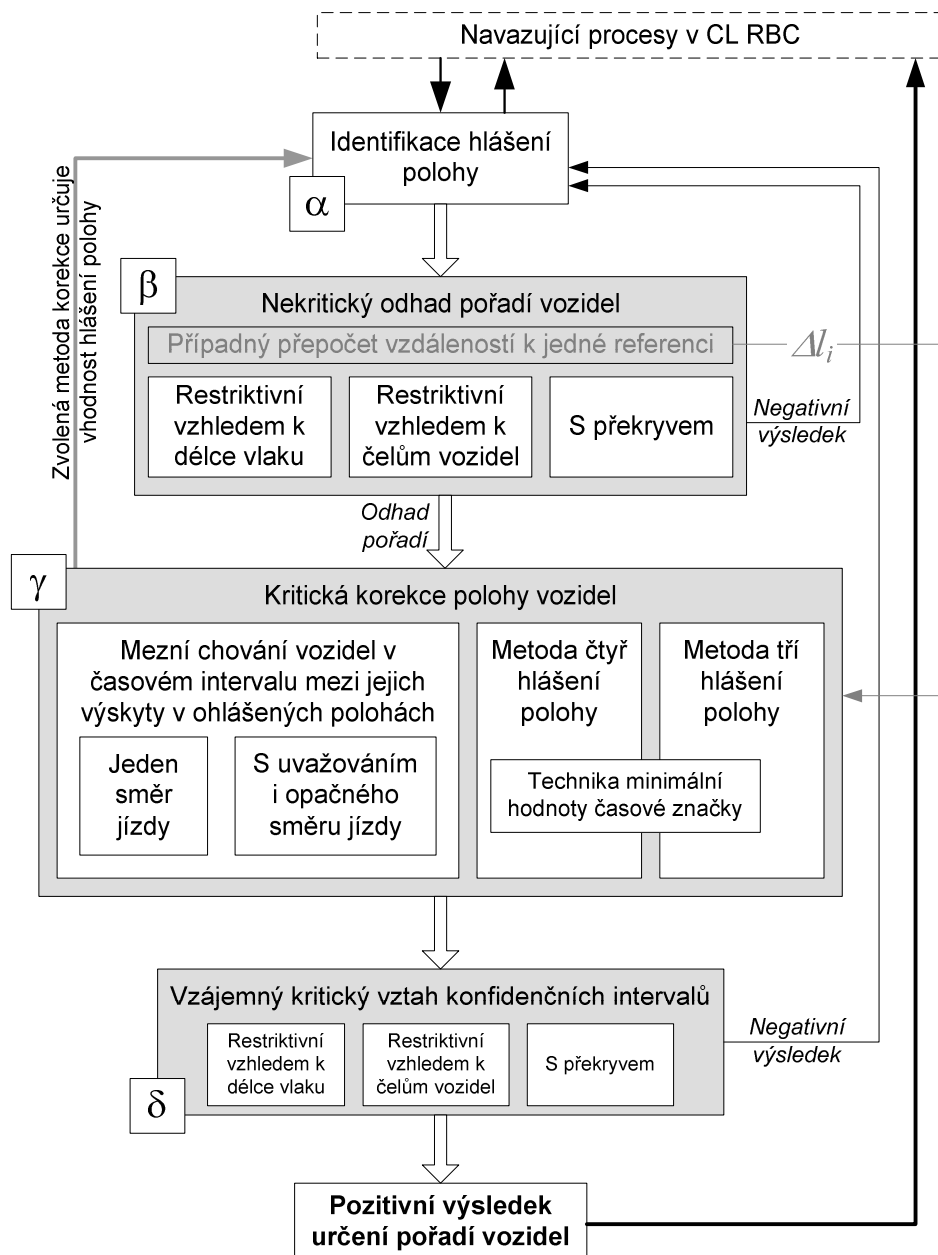 Navazující procesy v CL RBC
Identifikace hlášení
polohy
α
Zvolená metoda korekce určuje
vhodnost hlášení polohy
β
Nekritický odhad pořadí vozidel
Případný přepočet vzdáleností k jedné referenci
Δlᵢ
Restriktivní
vzhledem k
délce vlaku
Restriktivní
vzhledem k
čelům vozidel
S překryvem
Negativní
výsledek
Odhad
pořadí
γ
Kritická korekce polohy vozidel
Mezní chování vozidel v
časovém intervalu mezi jejich
výskyty v ohlášených polohách
Jeden
směr
jízdy
S uvažováním
i opačného
směru jízdy
Metoda čtyř
hlášení
polohy
Metoda tří
hlášení
polohy
Technika minimální
hodnoty časové značky
Vzájemný kritický vztah konfidenčních intervalů
Restriktivní
vzhledem k
délce vlaku
Restriktivní
vzhledem k
čelům vozidel
S překryvem
Negativní
výsledek
δ
Pozitivní výsledek
určení pořadí vozidel